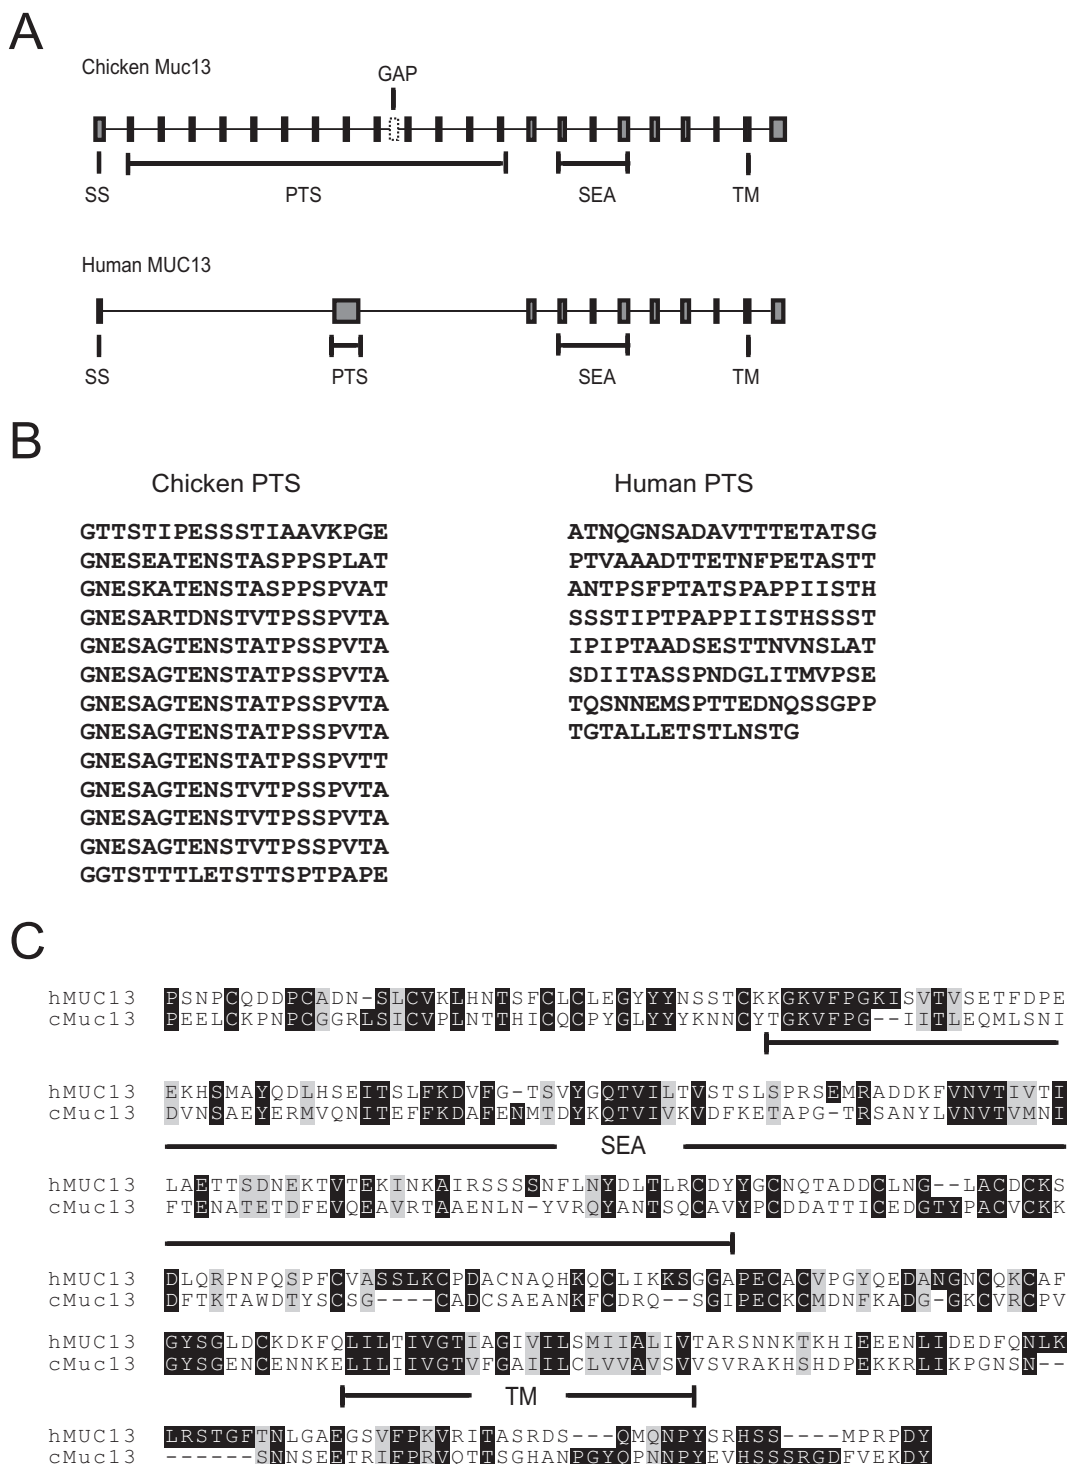 A
Chicken Muc13
GAP
SS PTS SEA TM
Human MUC13
SS PTS SEA TM
B
Chicken PTS
GTTSTIPESSSTIAAVKPGE
GNESEATENSTASPPSPLAT
GNESKATENSTASPPSPVAT
GNESARTDNSTVTPSSPVTA
GNESAGTENSTATPSSPVTA
GNESAGTENSTATPSSPVTA
GNESAGTENSTATPSSPVTA
GNESAGTENSTATPSSPVTA
GNESAGTENSTATPSSPVTT
GNESAGTENSTVTPSSPVTA
GNESAGTENSTVTPSSPVTA
GNESAGTENSTVTPSSPVTA
GGTSTTTLETSTTSPTPAPE
Human PTS
ATNQGNSADAVTTTETATSG
PTVAAADTTETNFPETASTT
ANTPSFPTATSPAPPIISTH
SSSTIPTPAPPIISTHSSST
IPIPTAADSESTTNVNSLAT
SDIITASSPNDGLITMVPSE
TQSNNEMSPTTEDNQSSGPP
TGTALLETSTLNSTG
C
hMUC13 PSNPCQDDPCADN-SLCVKLHNTSFCLCLEGYYYNSSTCKKGKVFPGKISVTVSETFDPE
cMuc13 PEELCKPNPCGGRLSICVPLNTTHICQCPYGLYYYKNNCYTGKVFPG--IITLEQMLSNI
hMUC13 EKHSMAYQDLHSEITSLFKDVFG-TSVYGQTVILTVSTSLSPRSEMRADDKFVNVTIVTI
cMuc13 DVNSAEYERMVQNITEFFKDAFENMTDYKQTVIVKVDFKETAPG-TRSANYLVNVTVMNI
SEA
hMUC13 LAETTSDNEKTVTEKINKAIRSSSSNFLNYDLTLRCDYYGCNQTADDCLNG--LACDCKS
cMuc13 FTENATETDFEVQEAVRTAAENLN-YVRQYANTSQCAVYPCDDATTICEDGTYPACVCKK
hMUC13 DLQRPNPQSPFCVASSLKCPDACNAQHKQCLIKKSGGAPECACVPGYQEDANGNCQKCAF
cMuc13 DFTKTAWDTYSCSG----CADCSAEANKFCDRQ--SGIPECKCMDNFKADG-GKCVRCPV
hMUC13 GYSGLDCKDKFQLILTIVGTIAGIVILSMIIALIVTARSNNKTKHIEEENLIDEDFQNLK
cMuc13 GYSGENCENNKELILIIVGTVFGAIILCLVVAVSVVSVRAKHSHDPEKKRLIKPGNSN--
TM
hMUC13 LRSTGFTNLGAEGSVFPKVRITASRDS---QMQNPYSRHSS----MPRPDY
cMuc13 ------SNNSEETRIFPRVQTTSGHANPGYQPNNPYEVHSSSRGDFVEKDY